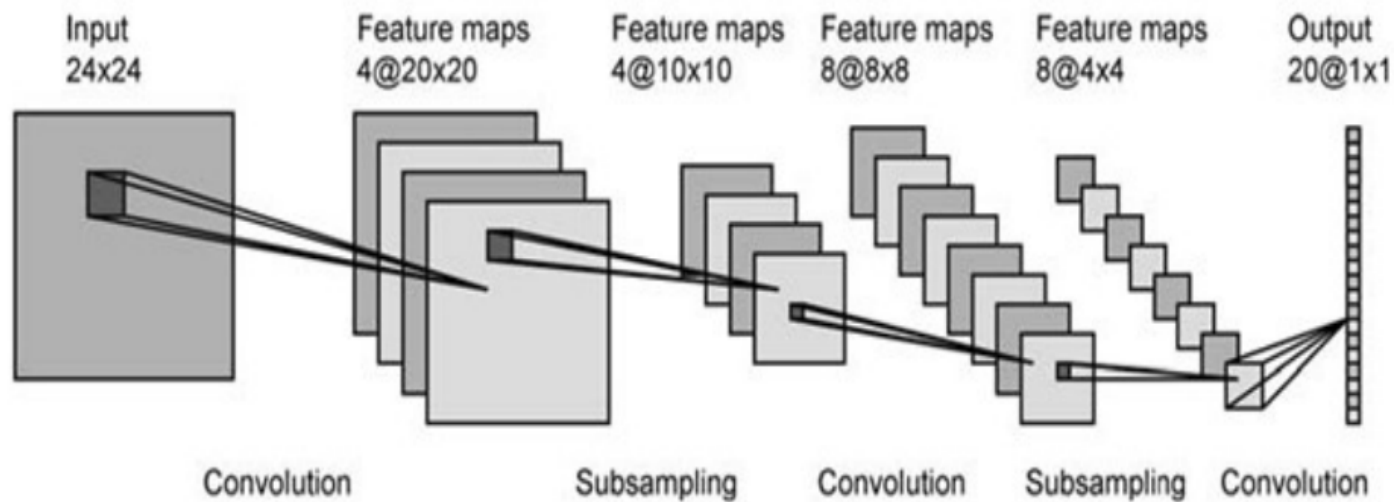 Input
24x24
Feature maps
4@20x20
Feature maps
4@10x10
Feature maps
8@8x8
Feature maps
8@4x4
Output
20@1x1
Convolution
Subsampling
Convolution
Subsampling
Convolution